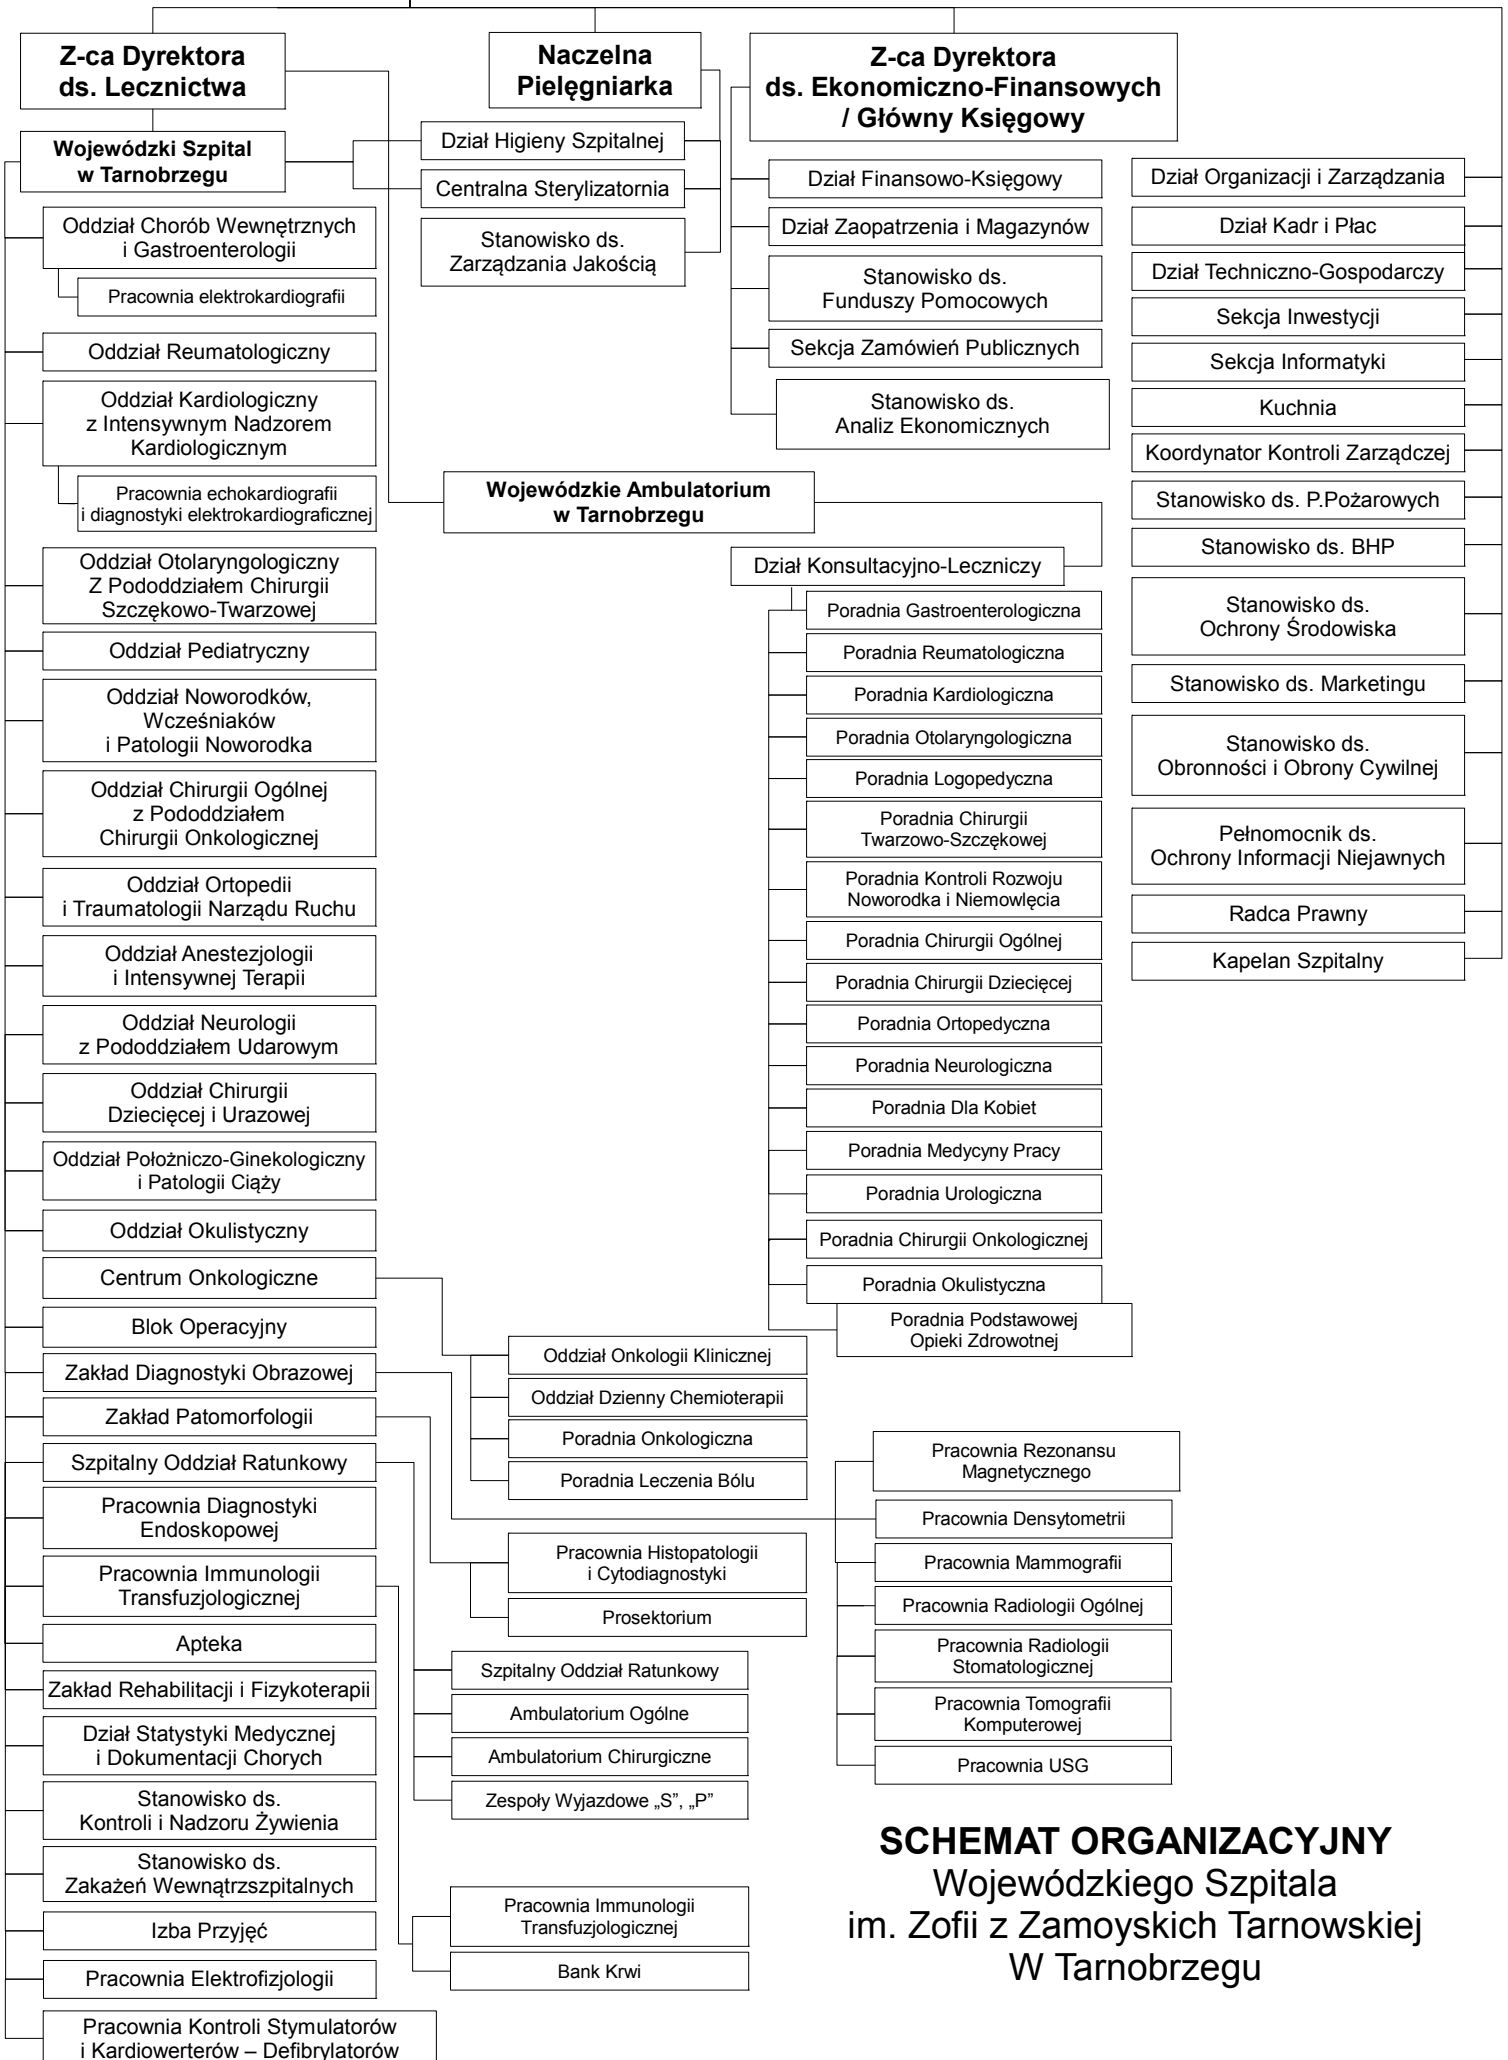 Z-ca Dyrektora
ds. Lecznictwa
Naczelna
Pielęgniarka
Z-ca Dyrektora
ds. Ekonomiczno-Finansowych
/ Główny Księgowy
Wojewódzki Szpital
w Tarnobrzegu
Dział Higieny Szpitalnej
Centralna Sterylizatornia
Stanowisko ds.
Zarządzania Jakością
Dział Finansowo-Księgowy
Dział Zaopatrzenia i Magazynów
Stanowisko ds.
Funduszy Pomocowych
Sekcja Zamówień Publicznych
Stanowisko ds.
Analiz Ekonomicznych
Dział Organizacji i Zarządzania
Dział Kadr i Płac
Dział Techniczno-Gospodarczy
Sekcja Inwestycji
Sekcja Informatyki
Kuchnia
Koordynator Kontroli Zarządczej
Stanowisko ds. P.Pożarowych
Stanowisko ds. BHP
Stanowisko ds.
Ochrony Środowiska
Stanowisko ds. Marketingu
Stanowisko ds.
Obronności i Obrony Cywilnej
Pełnomocnik ds.
Ochrony Informacji Niejawnych
Radca Prawny
Kapelan Szpitalny
Oddział Chorób Wewnętrznych
i Gastroenterologii
Pracownia elektrokardiografii
Oddział Reumatologiczny
Oddział Kardiologiczny
z Intensywnym Nadzorem
Kardiologicznym
Pracownia echokardiografii
i diagnostyki elektrokardiograficznej
Oddział Otolaryngologiczny
Z Pododdziałem Chirurgii
Szczękowo-Twarzowej
Oddział Pediatryczny
Oddział Noworodków,
Wcześniaków
i Patologii Noworodka
Oddział Chirurgii Ogólnej
z Pododdziałem
Chirurgii Onkologicznej
Oddział Ortopedii
i Traumatologii Narządu Ruchu
Oddział Anestezjologii
i Intensywnej Terapii
Oddział Neurologii
z Pododdziałem Udarowym
Oddział Chirurgii
Dziecięcej i Urazowej
Oddział Położniczo-Ginekologiczny
i Patologii Ciąży
Oddział Okulistyczny
Centrum Onkologiczne
Blok Operacyjny
Zakład Diagnostyki Obrazowej
Zakład Patomorfologii
Szpitalny Oddział Ratunkowy
Pracownia Diagnostyki
Endoskopowej
Pracownia Immunologii
Transfuzjologicznej
Apteka
Zakład Rehabilitacji i Fizykoterapii
Dział Statystyki Medycznej
i Dokumentacji Chorych
Stanowisko ds.
Kontroli i Nadzoru Żywienia
Stanowisko ds.
Zakażeń Wewnątrzszpitalnych
Izba Przyjęć
Pracownia Elektrofizjologii
Pracownia Kontroli Stymulatorów
i Kardiowerterów – Defibrylatorów
Wojewódzkie Ambulatorium
w Tarnobrzegu
Dział Konsultacyjno-Leczniczy
Poradnia Gastroenterologiczna
Poradnia Reumatologiczna
Poradnia Kardiologiczna
Poradnia Otolaryngologiczna
Poradnia Logopedyczna
Poradnia Chirurgii
Twarzowo-Szczękowej
Poradnia Kontroli Rozwoju
Noworodka i Niemowlęcia
Poradnia Chirurgii Ogólnej
Poradnia Chirurgii Dziecięcej
Poradnia Ortopedyczna
Poradnia Neurologiczna
Poradnia Dla Kobiet
Poradnia Medycyny Pracy
Poradnia Urologiczna
Poradnia Chirurgii Onkologicznej
Poradnia Okulistyczna
Poradnia Podstawowej
Opieki Zdrowotnej
Oddział Onkologii Klinicznej
Oddział Dzienny Chemioterapii
Poradnia Onkologiczna
Poradnia Leczenia Bólu
Pracownia Histopatologii
i Cytodiagnostyki
Prosektorium
Szpitalny Oddział Ratunkowy
Ambulatorium Ogólne
Ambulatorium Chirurgiczne
Zespoły Wyjazdowe „S”, „P”
Pracownia Immunologii
Transfuzjologicznej
Bank Krwi
Pracownia Rezonansu
Magnetycznego
Pracownia Densytometrii
Pracownia Mammografii
Pracownia Radiologii Ogólnej
Pracownia Radiologii
Stomatologicznej
Pracownia Tomografii
Komputerowej
Pracownia USG
SCHEMAT ORGANIZACYJNY
Wojewódzkiego Szpitala
im. Zofii z Zamoyskich Tarnowskiej
W Tarnobrzegu